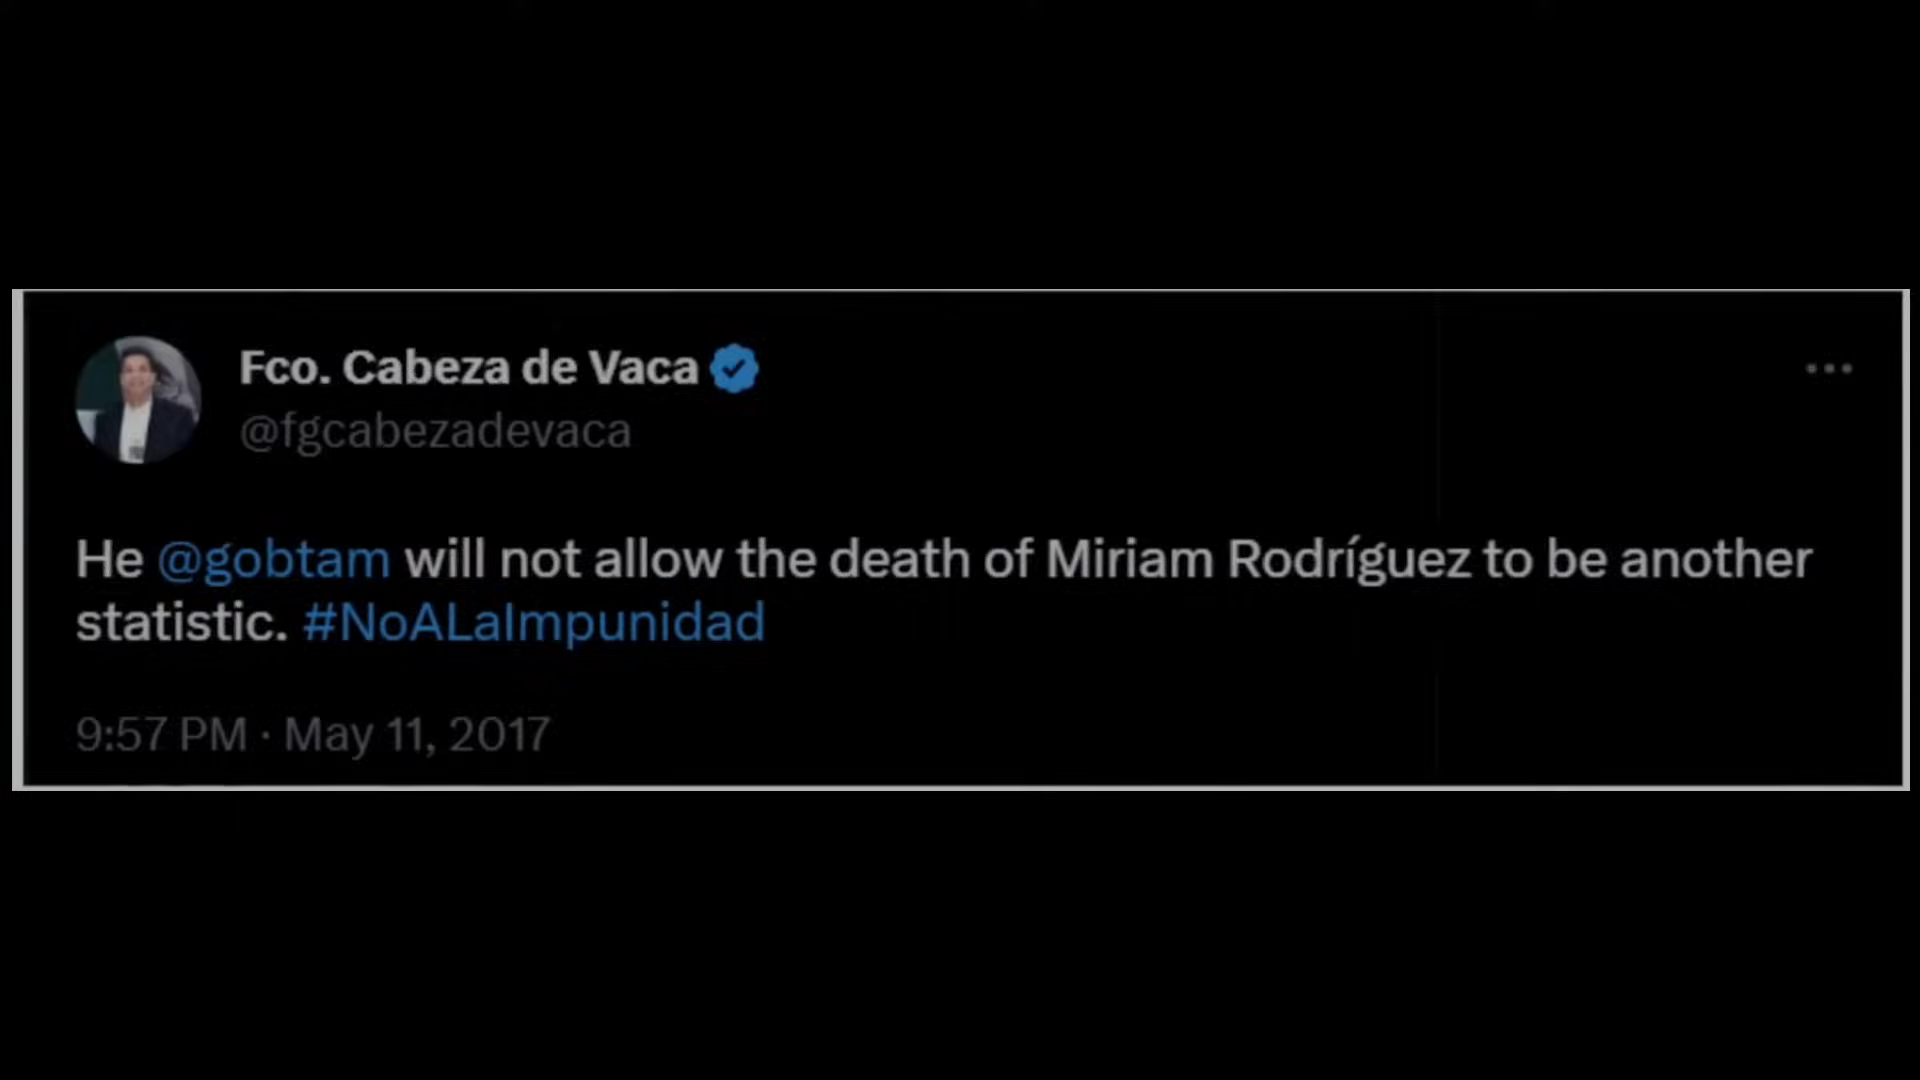 Fco. Cabeza de Vaca
@fgcabezadevaca
He @gobtam will not allow the death of Miriam Rodríguez to be another
statistic. #NoALaImpunidad
9:57 PM · May 11, 2017